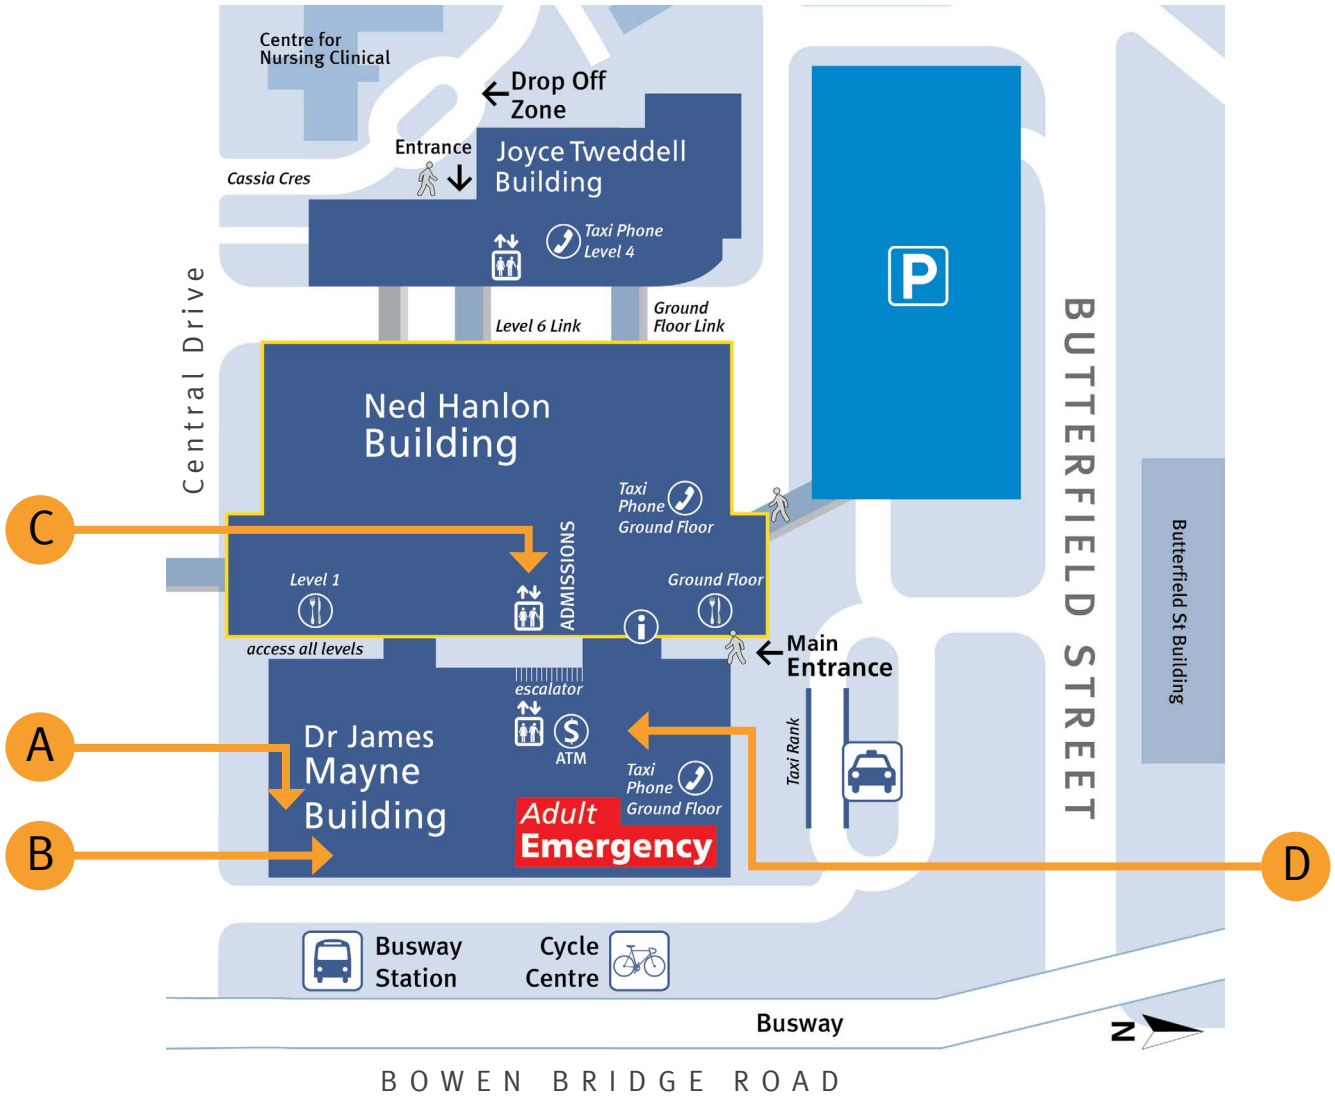 Centre for
Nursing Clinical
Drop Off
Zone
Entrance
Joyce Tweddell
Building
Cassia Cres
Taxi Phone
Level 4
P
Central Drive
Level 6 Link
Ground
Floor Link
BUTTERFIELD STREET
Ned Hanlon
Building
Taxi
Phone
Ground Floor
C
ADMISSIONS
Level 1
Ground Floor
i
Butterfield St Building
access all levels
Main
Entrance
escalator
A
Dr James
Mayne
Building
$
ATM
Taxi Rank
Taxi
Phone
Ground Floor
Adult
Emergency
B
D
Busway
Station
Cycle
Centre
Busway
N
BOWEN BRIDGE ROAD